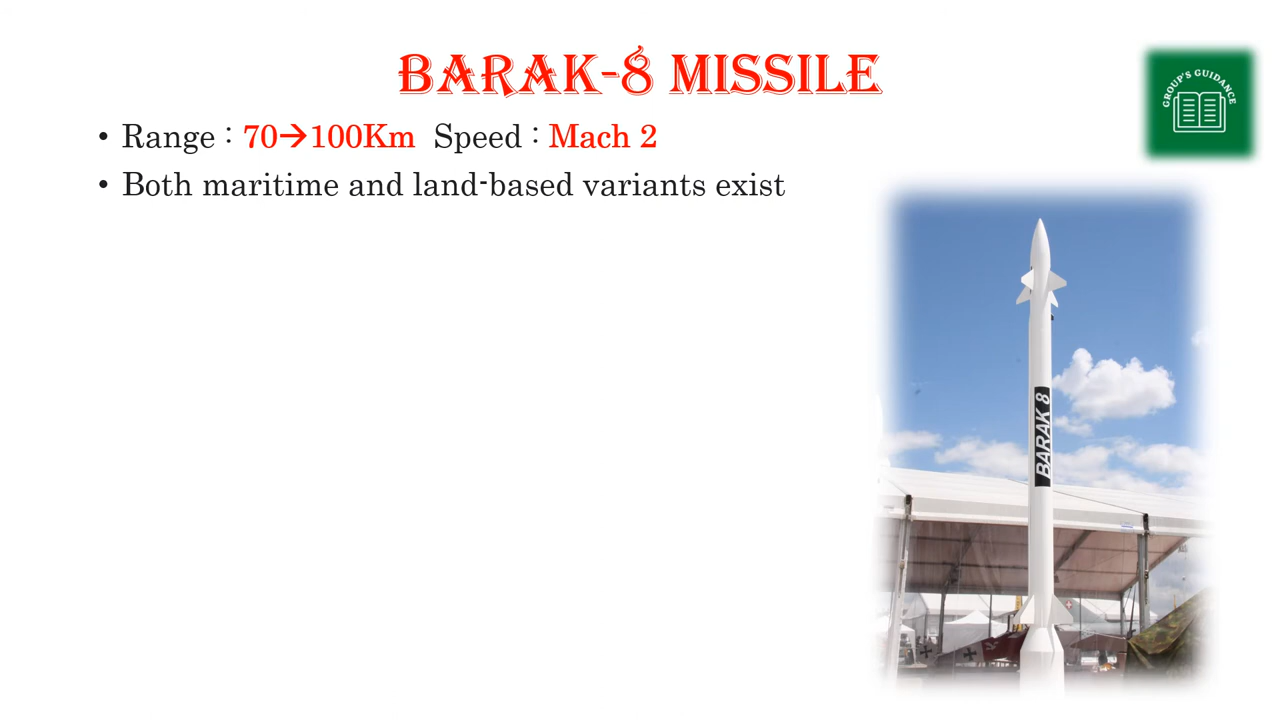 BARAK-8 MISSILE
GROUP'S GUIDANCE
• Range : 70→100Km Speed : Mach 2
• Both maritime and land-based variants exist
BARAK 8